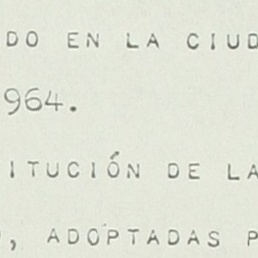 DO EN LA CIUD
964.
ITUCIÓN DE LA
, ADOPTADAS P